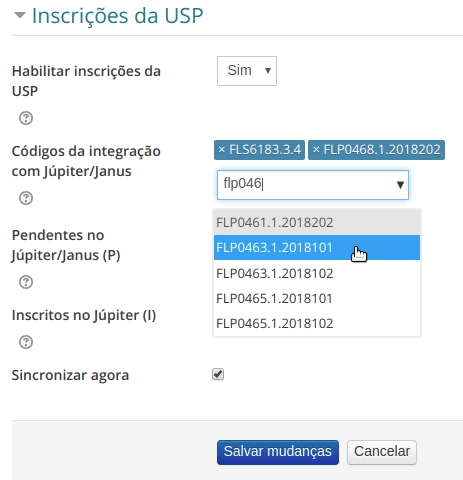 Inscrições da USP
Habilitar inscrições da
USP
Sim
Códigos da integração
com Júpiter/Janus
× FLS6183.3.4 × FLP0468.1.2018202
flp046
FLP0461.1.2018202
FLP0463.1.2018101
FLP0463.1.2018102
FLP0465.1.2018101
FLP0465.1.2018102
Pendentes no
Júpiter/Janus (P)
Inscritos no Júpiter (I)
Sincronizar agora
Salvar mudanças Cancelar